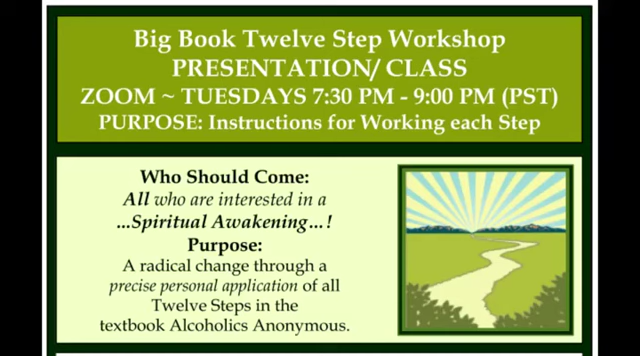 Big Book Twelve Step Workshop
PRESENTATION/ CLASS
ZOOM ~ TUESDAYS 7:30 PM - 9:00 PM (PST)
PURPOSE: Instructions for Working each Step
Who Should Come:
All who are interested in a
...Spiritual Awakening...!
Purpose:
A radical change through a
precise personal application of all
Twelve Steps in the
textbook Alcoholics Anonymous.